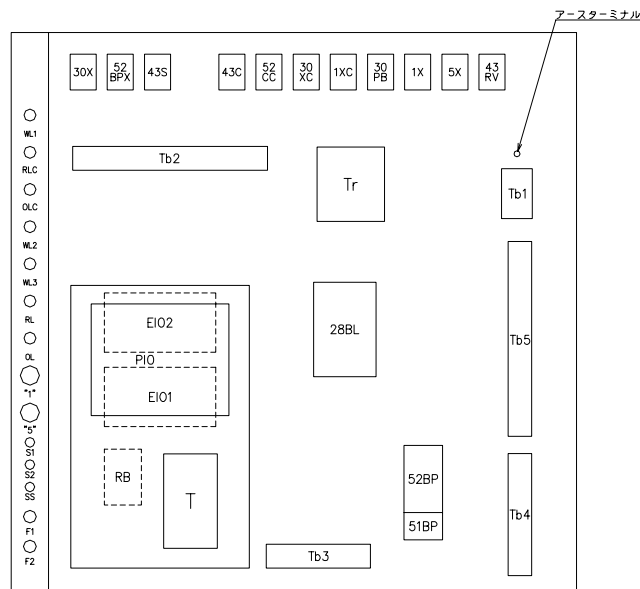 アースターミナル
30X
52
BPX
43S
43C
52
CC
30
XC
1XC
30
PB
1X
5X
43
RV
WL1
RLC
OLC
WL2
WL3
RL
OL
"1"
"5"
S1
S2
SS
F1
F2
Tb2
Tr
Tb1
EIO2
PIO
EIO1
28BL
Tb5
RB
T
52BP
51BP
Tb4
Tb3